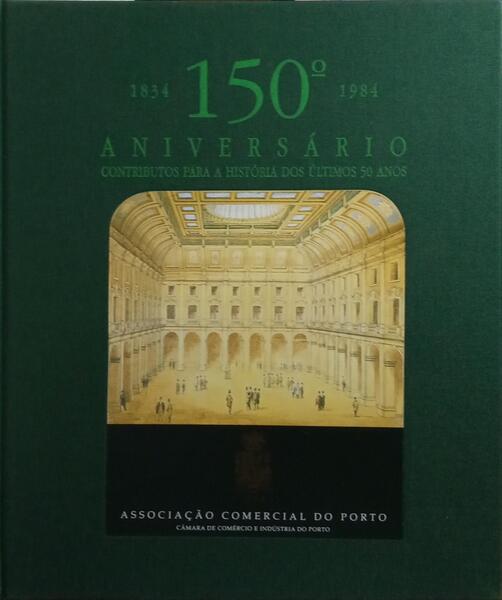 1834 150º 1984
ANIVERSÁRIO
CONTRIBUTOS PARA A HISTÓRIA DOS ÚLTIMOS 50 ANOS
ASSOCIAÇÃO COMERCIAL DO PORTO
CÂMARA DE COMÉRCIO E INDÚSTRIA DO PORTO